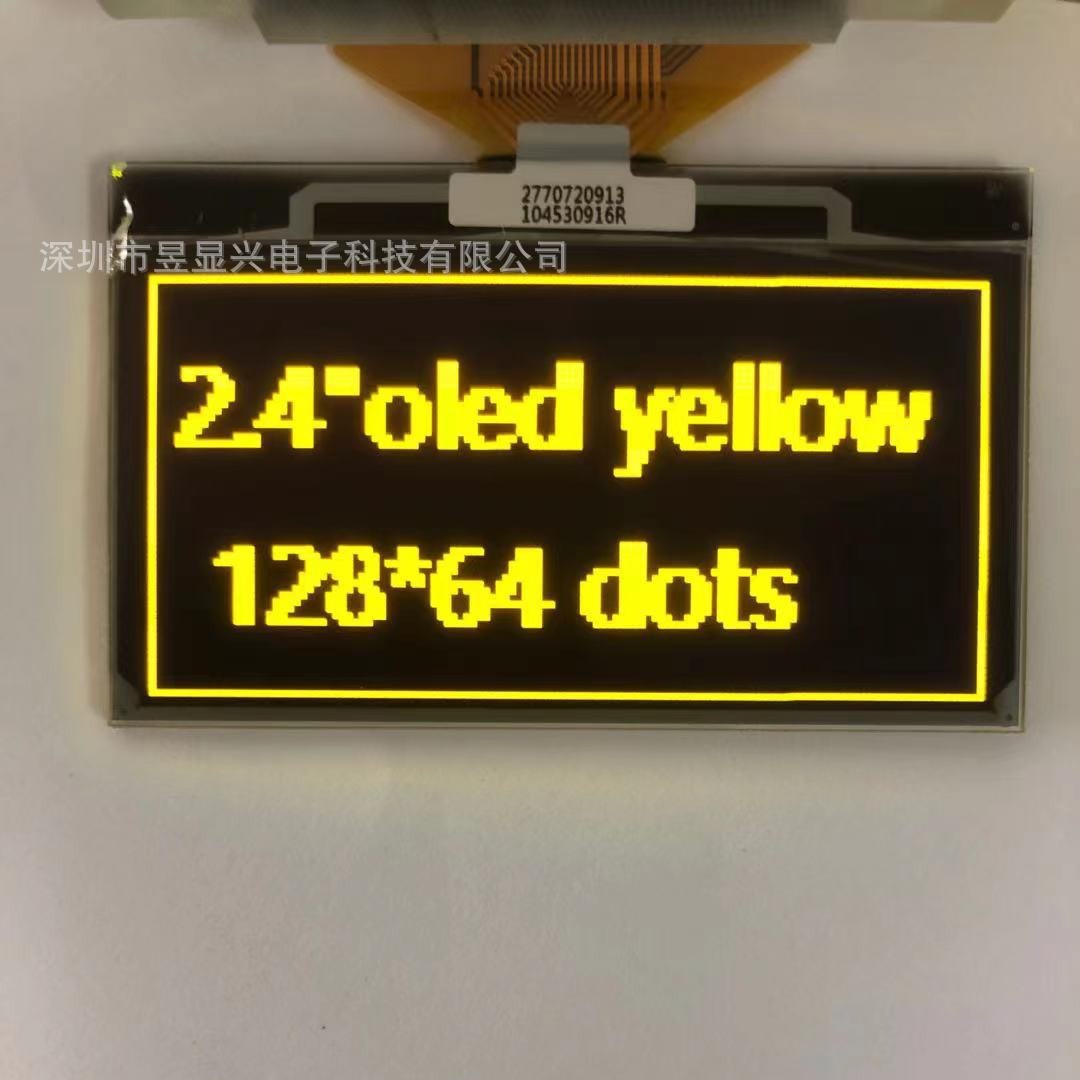 2770720913
104530916R
深圳市昱显兴电子科技有限公司
2.4"oled yellow
128*64 dots